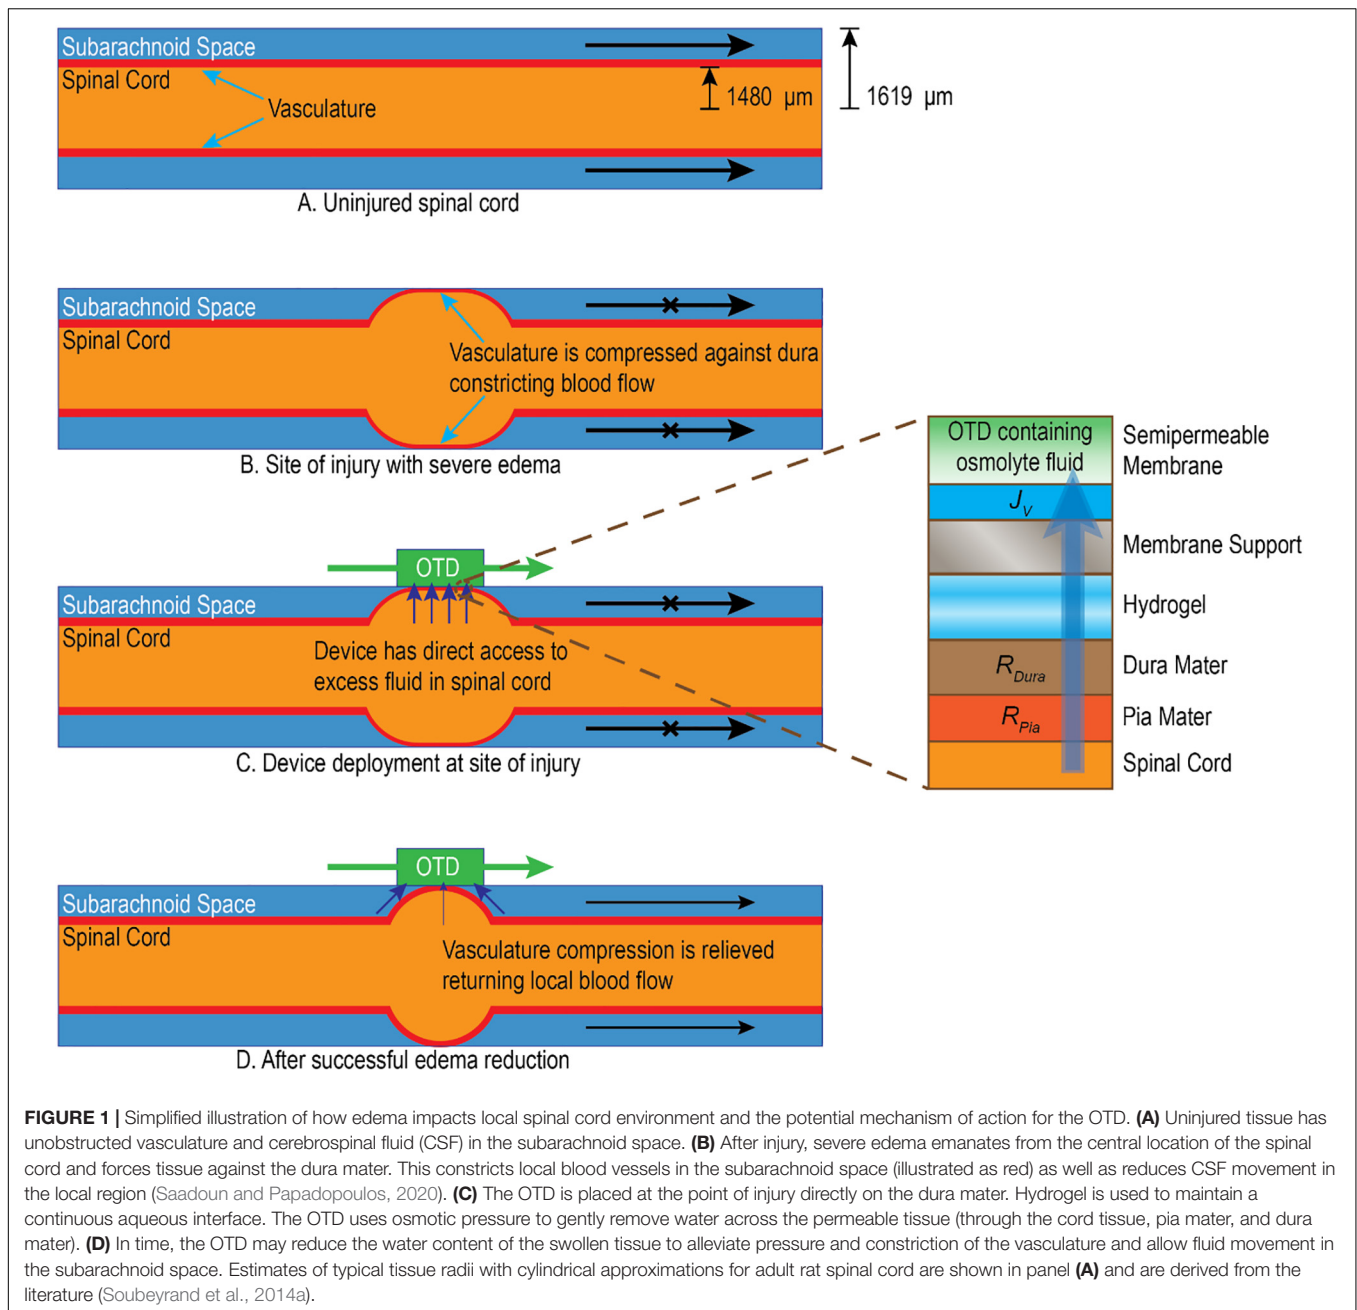 Subarachnoid Space
Spinal Cord
Vasculature
1480 µm
1619 µm
A. Uninjured spinal cord
Subarachnoid Space
Spinal Cord
Vasculature is compressed against dura
constricting blood flow
B. Site of injury with severe edema
OTD
Subarachnoid Space
Spinal Cord
Device has direct access to
excess fluid in spinal cord
C. Device deployment at site of injury
OTD containing
osmolyte fluid
Semipermeable
Membrane
JV
Membrane Support
Hydrogel
RDura
Dura Mater
RPia
Pia Mater
Spinal Cord
OTD
Subarachnoid Space
Spinal Cord
Vasculature compression is relieved
returning local blood flow
D. After successful edema reduction
FIGURE 1 | Simplified illustration of how edema impacts local spinal cord environment and the potential mechanism of action for the OTD. (A) Uninjured tissue has
unobstructed vasculature and cerebrospinal fluid (CSF) in the subarachnoid space. (B) After injury, severe edema emanates from the central location of the spinal
cord and forces tissue against the dura mater. This constricts local blood vessels in the subarachnoid space (illustrated as red) as well as reduces CSF movement in
the local region (Saadoun and Papadopoulos, 2020). (C) The OTD is placed at the point of injury directly on the dura mater. Hydrogel is used to maintain a
continuous aqueous interface. The OTD uses osmotic pressure to gently remove water across the permeable tissue (through the cord tissue, pia mater, and dura
mater). (D) In time, the OTD may reduce the water content of the swollen tissue to alleviate pressure and constriction of the vasculature and allow fluid movement in
the subarachnoid space. Estimates of typical tissue radii with cylindrical approximations for adult rat spinal cord are shown in panel (A) and are derived from the
literature (Soubeyrand et al., 2014a).